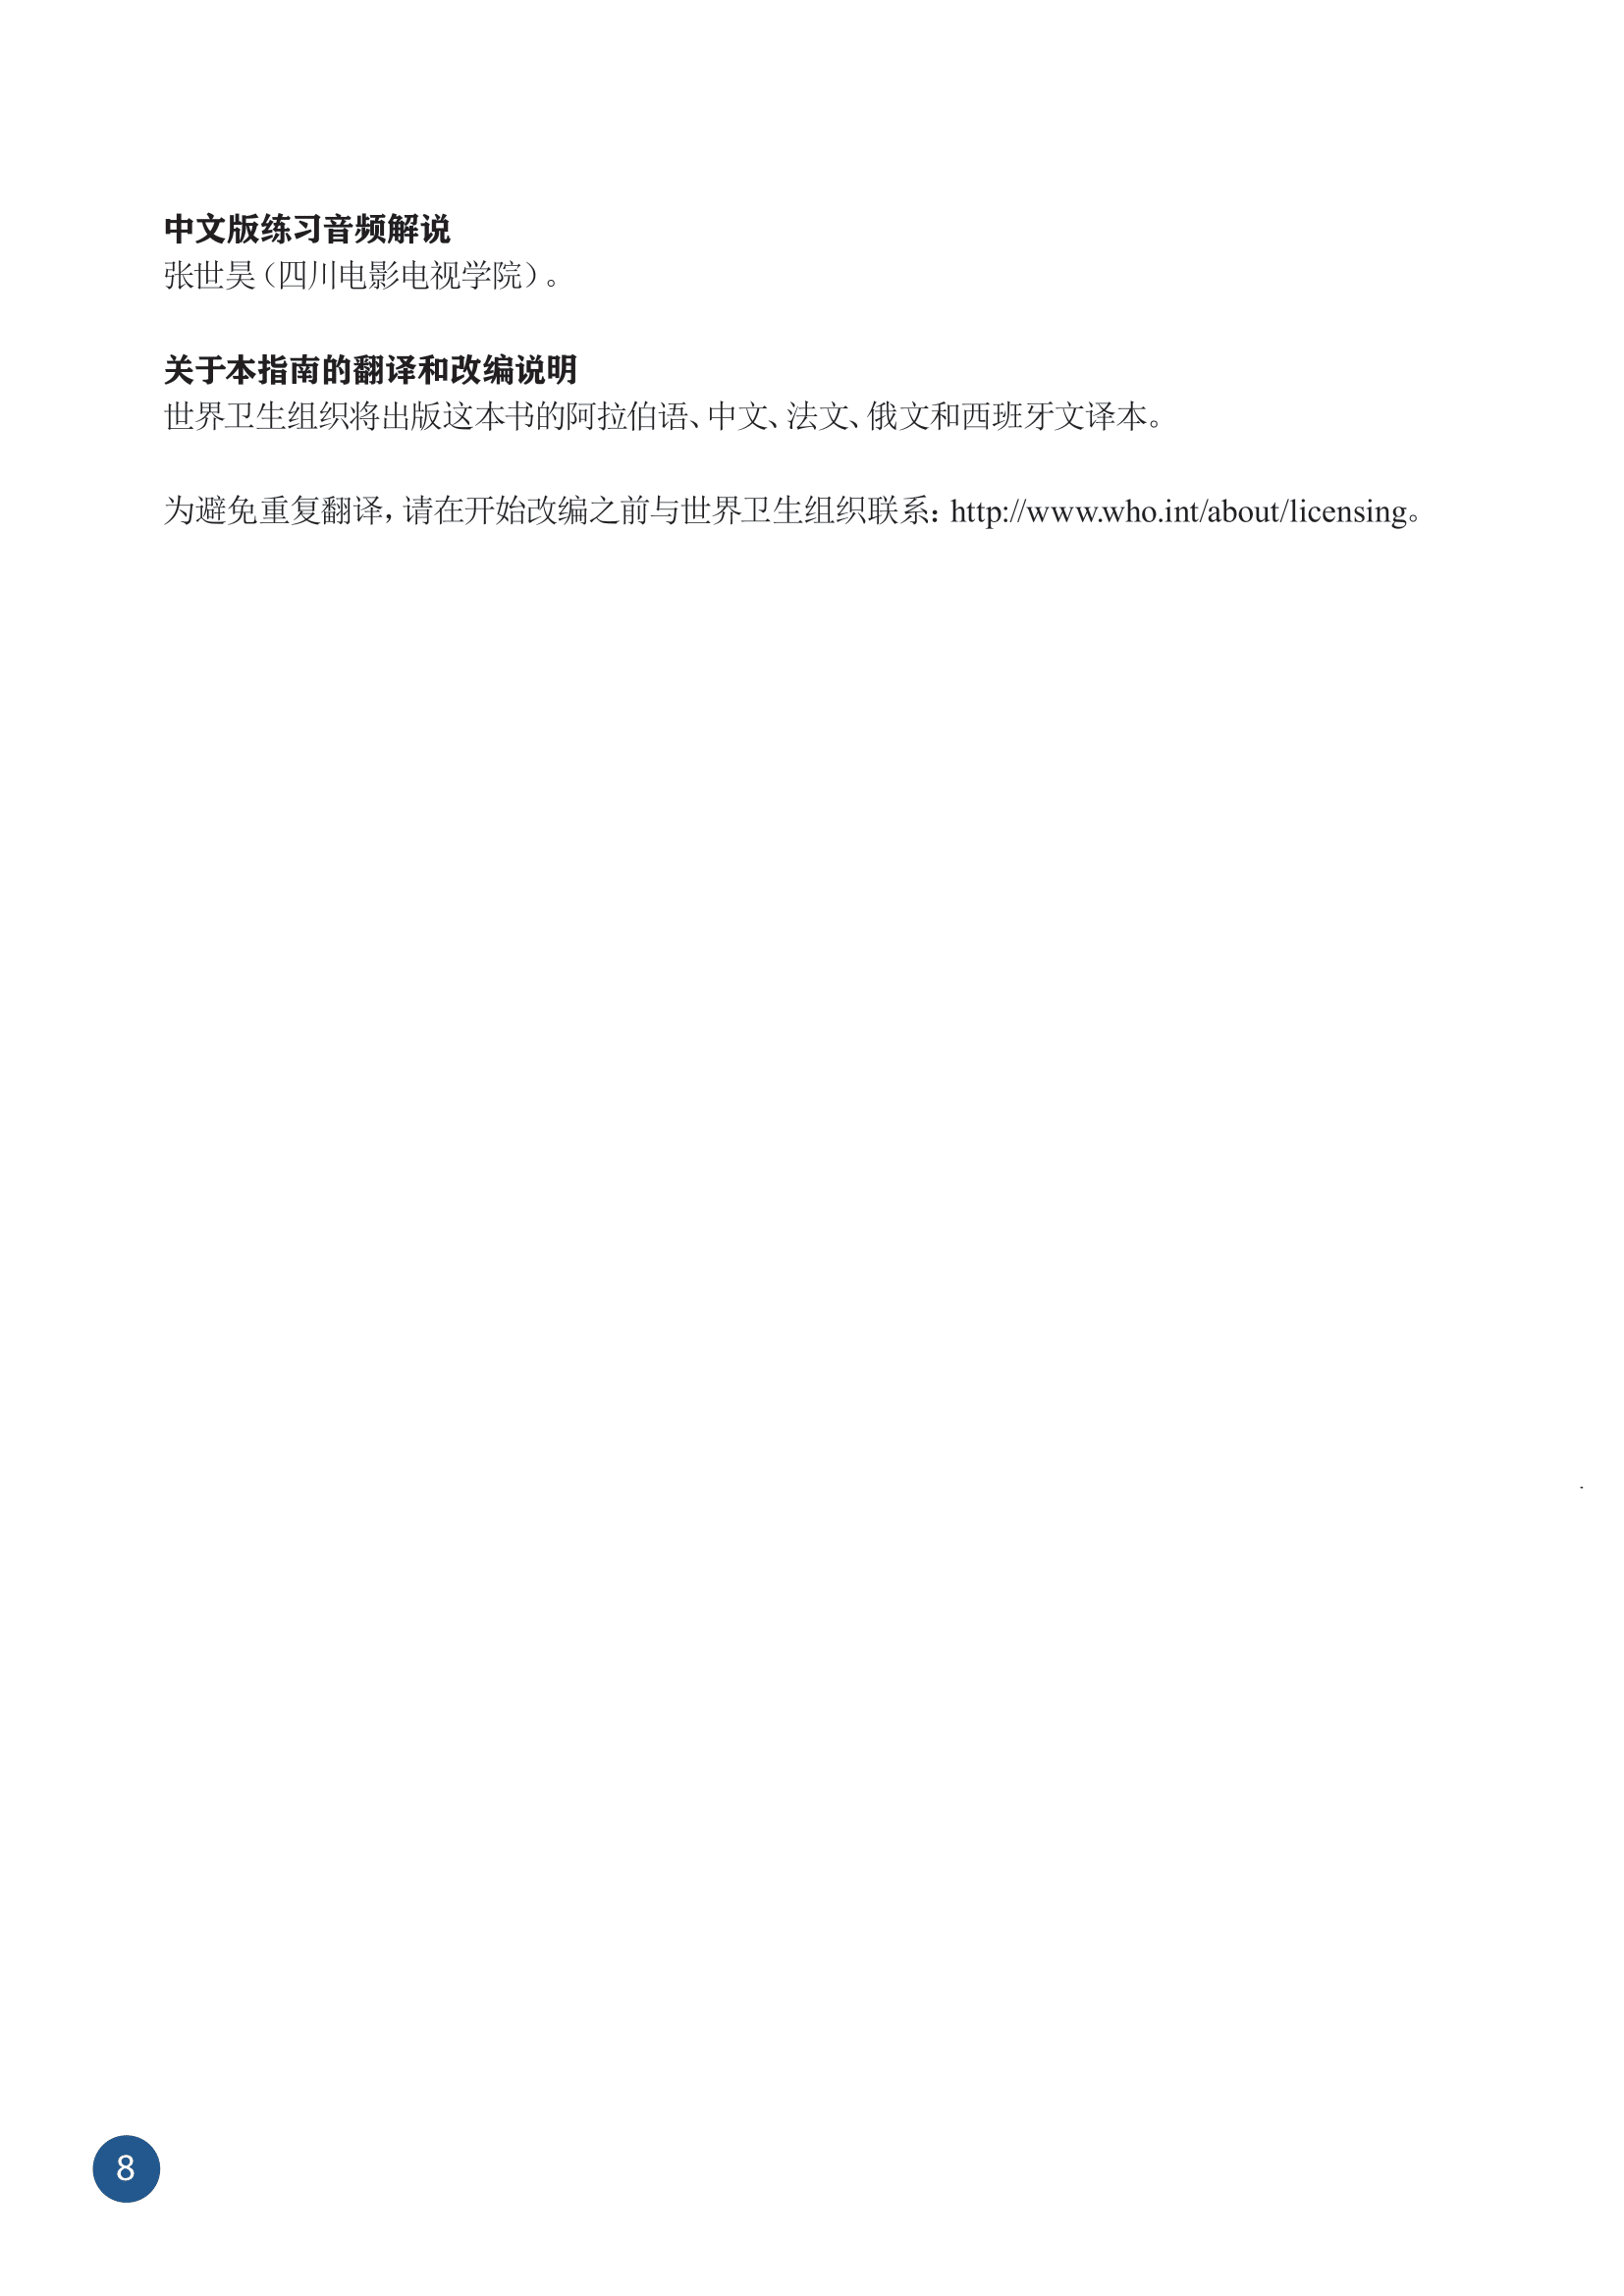 中文版练习音频解说
张世昊（四川电影电视学院）。
关于本指南的翻译和改编说明
世界卫生组织将出版这本书的阿拉伯语、中文、法文、俄文和西班牙文译本。
为避免重复翻译，请在开始改编之前与世界卫生组织联系：http://www.who.int/about/licensing。
8